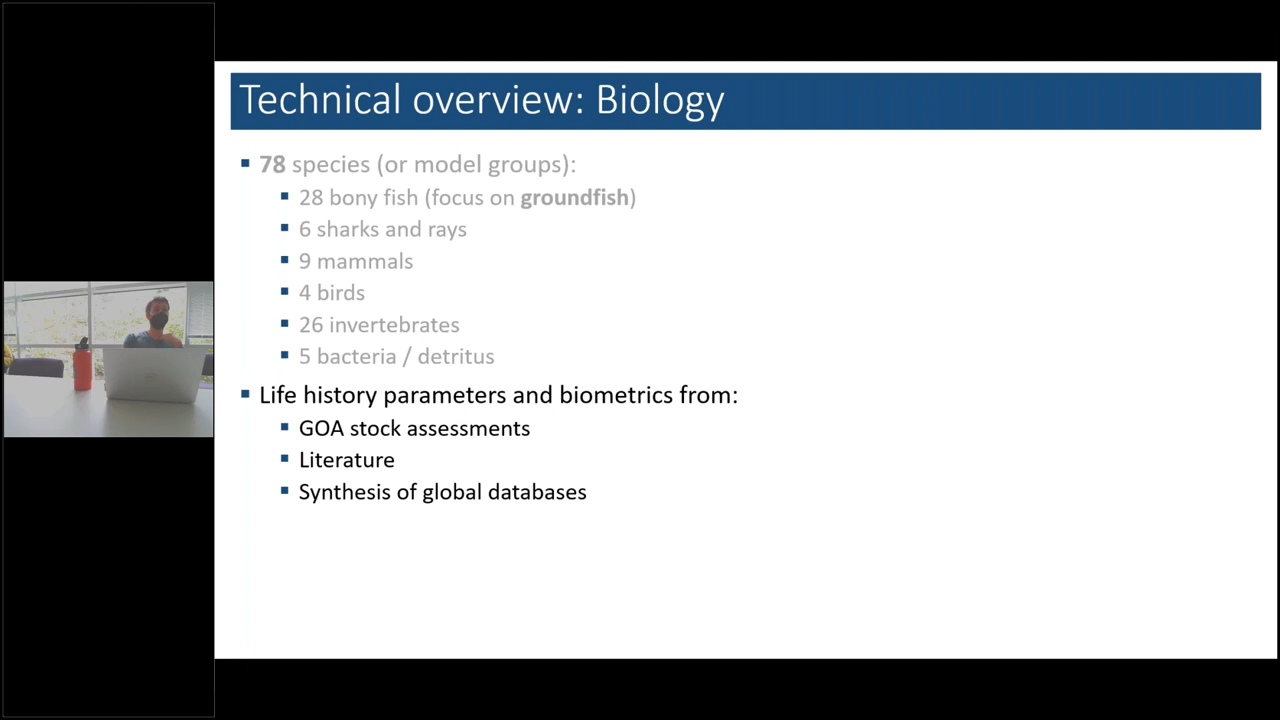 Technical overview: Biology
78 species (or model groups):
28 bony fish (focus on groundfish)
6 sharks and rays
9 mammals
4 birds
26 invertebrates
5 bacteria / detritus
Life history parameters and biometrics from:
GOA stock assessments
Literature
Synthesis of global databases